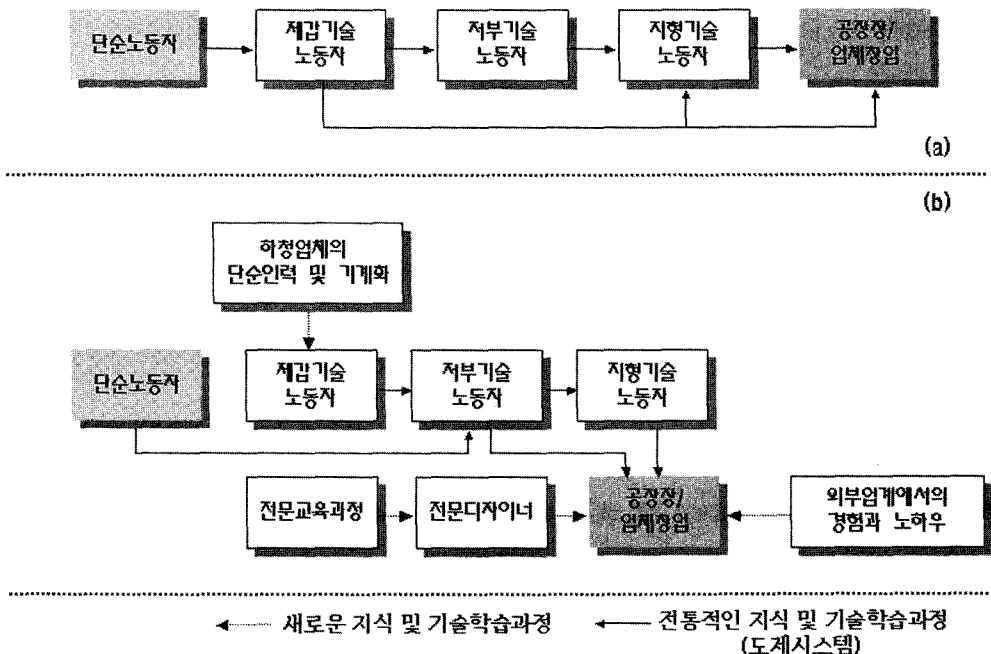 단순노동자
제갑기술
노동자
저부기술
노동자
지형기술
노동자
공장장/
업체창업
(a)
(b)
하청업체의
단순인력 및 기계화
단순노동자
제갑기술
노동자
저부기술
노동자
지형기술
노동자
전문교육과정
전문디자이너
공장장/
업체창업
외부업계에서의
경험과 노하우
새로운 지식 및 기술학습과정
전통적인 지식 및 기술학습과정
(도제시스템)